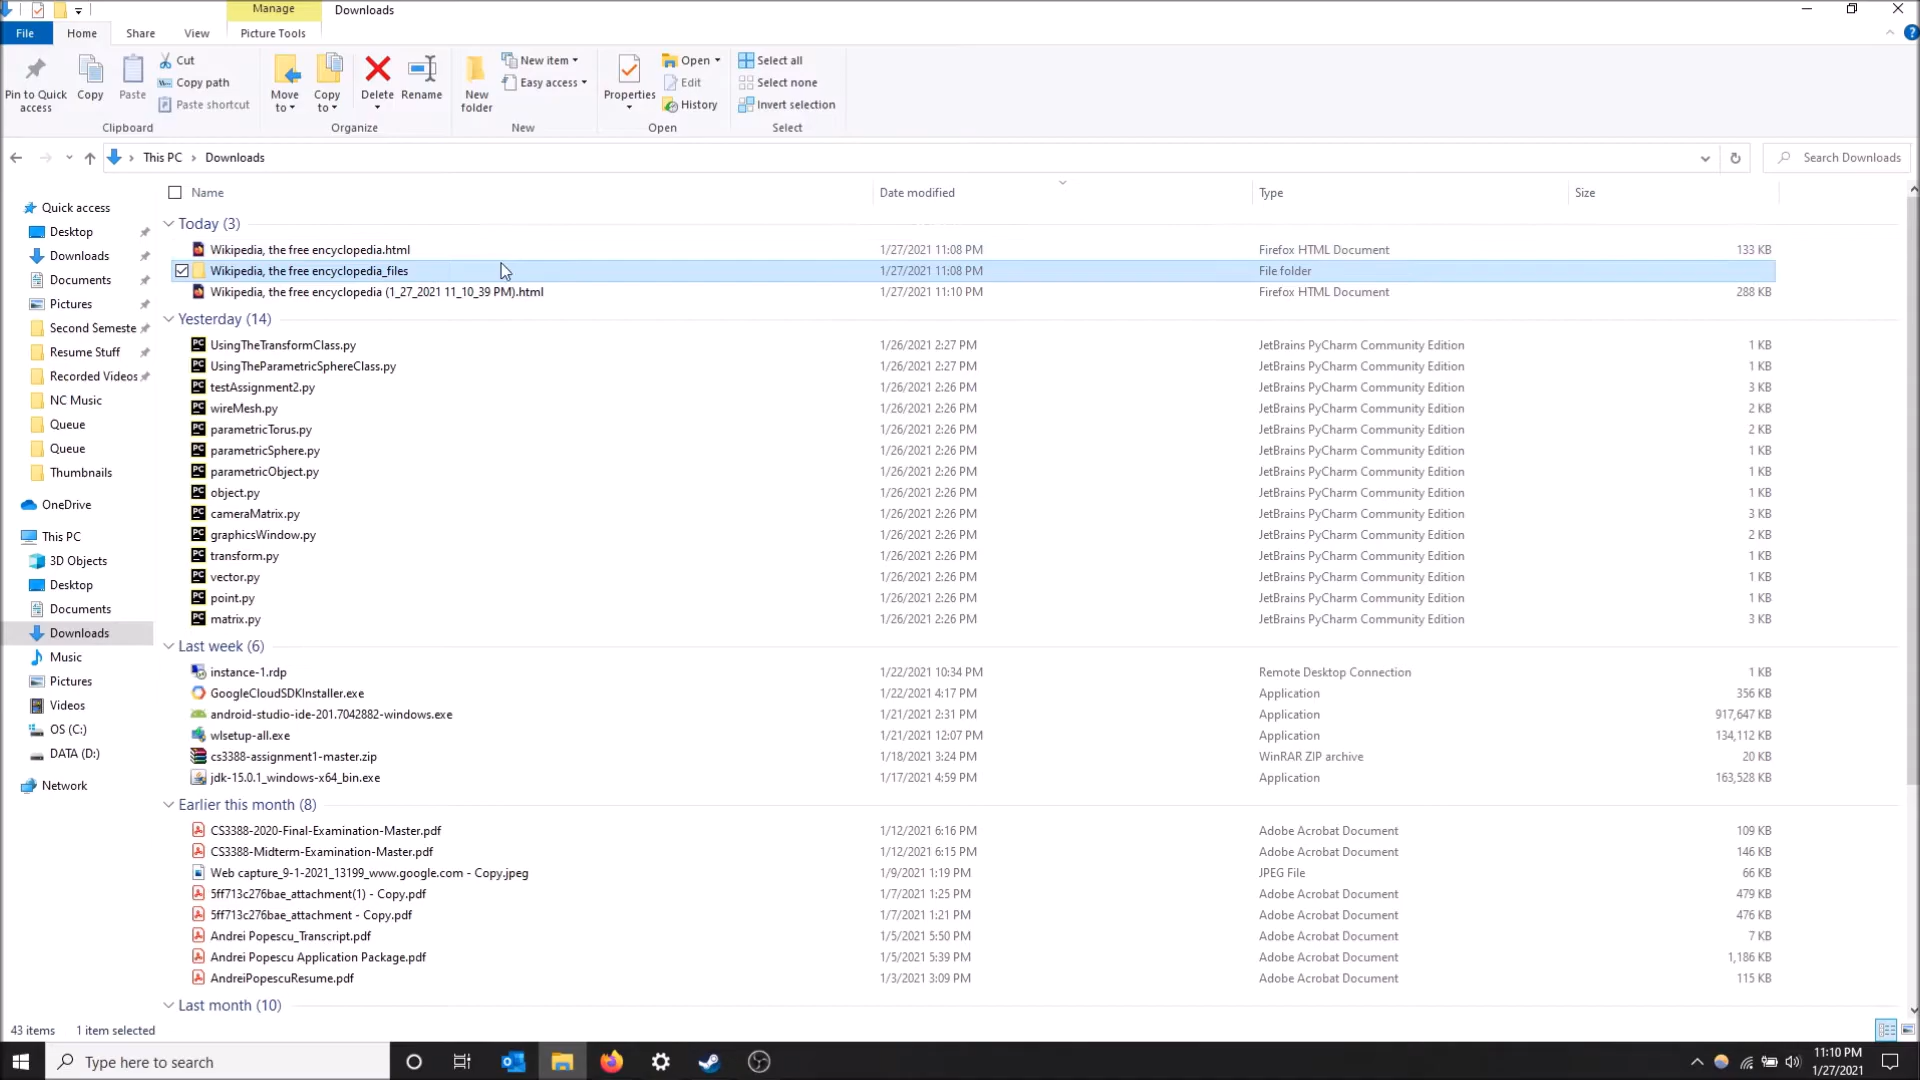 Manage Downloads
File Home Share View Picture Tools
Pin to Quick access
Copy
Paste
Cut
Copy path
Paste shortcut
Clipboard
Move to
Copy to
Delete
Rename
Organize
New folder
New item
Easy access
New
Properties
Open
Edit
History
Open
Select all
Select none
Invert selection
Select
This PC Downloads
Search Downloads
Quick access
Desktop
Downloads
Documents
Pictures
Second Semeste
Resume Stuff
Recorded Videos
NC Music
Queue
Queue
Thumbnails
OneDrive
This PC
3D Objects
Desktop
Documents
Downloads
Music
Pictures
Videos
OS (C:)
DATA (D:)
Network
Name Date modified Type Size
Today (3)
Wikipedia, the free encyclopedia.html 1/27/2021 11:08 PM Firefox HTML Document 133 KB
Wikipedia, the free encyclopedia_files 1/27/2021 11:08 PM File folder
Wikipedia, the free encyclopedia (1_27_2021 11_10_39 PM).html 1/27/2021 11:10 PM Firefox HTML Document 288 KB
Yesterday (14)
UsingTheTransformClass.py 1/26/2021 2:27 PM JetBrains PyCharm Community Edition 1 KB
UsingTheParametricSphereClass.py 1/26/2021 2:27 PM JetBrains PyCharm Community Edition 1 KB
testAssignment2.py 1/26/2021 2:26 PM JetBrains PyCharm Community Edition 3 KB
wireMesh.py 1/26/2021 2:26 PM JetBrains PyCharm Community Edition 2 KB
parametricTorus.py 1/26/2021 2:26 PM JetBrains PyCharm Community Edition 2 KB
parametricSphere.py 1/26/2021 2:26 PM JetBrains PyCharm Community Edition 1 KB
parametricObject.py 1/26/2021 2:26 PM JetBrains PyCharm Community Edition 1 KB
object.py 1/26/2021 2:26 PM JetBrains PyCharm Community Edition 1 KB
cameraMatrix.py 1/26/2021 2:26 PM JetBrains PyCharm Community Edition 3 KB
graphicsWindow.py 1/26/2021 2:26 PM JetBrains PyCharm Community Edition 2 KB
transform.py 1/26/2021 2:26 PM JetBrains PyCharm Community Edition 1 KB
vector.py 1/26/2021 2:26 PM JetBrains PyCharm Community Edition 1 KB
point.py 1/26/2021 2:26 PM JetBrains PyCharm Community Edition 1 KB
matrix.py 1/26/2021 2:26 PM JetBrains PyCharm Community Edition 3 KB
Last week (6)
instance-1.rdp 1/22/2021 10:34 PM Remote Desktop Connection 1 KB
GoogleCloudSDKInstaller.exe 1/22/2021 4:17 PM Application 356 KB
android-studio-ide-201.7042882-windows.exe 1/21/2021 2:31 PM Application 917,647 KB
wlsetup-all.exe 1/21/2021 12:07 PM Application 134,112 KB
cs3388-assignment1-master.zip 1/18/2021 3:24 PM WinRAR ZIP archive 20 KB
jdk-15.0.1_windows-x64_bin.exe 1/17/2021 4:59 PM Application 163,528 KB
Earlier this month (8)
CS3388-2020-Final-Examination-Master.pdf 1/12/2021 6:16 PM Adobe Acrobat Document 109 KB
CS3388-Midterm-Examination-Master.pdf 1/12/2021 6:15 PM Adobe Acrobat Document 146 KB
Web capture_9-1-2021_13199_www.google.com - Copy.jpeg 1/9/2021 1:19 PM JPEG File 66 KB
5ff713c276bae_attachment(1) - Copy.pdf 1/7/2021 1:25 PM Adobe Acrobat Document 479 KB
5ff713c276bae_attachment - Copy.pdf 1/7/2021 1:21 PM Adobe Acrobat Document 476 KB
Andrei Popescu_Transcript.pdf 1/5/2021 5:50 PM Adobe Acrobat Document 7 KB
Andrei Popescu Application Package.pdf 1/5/2021 5:39 PM Adobe Acrobat Document 1,186 KB
AndreiPopescuResume.pdf 1/3/2021 3:09 PM Adobe Acrobat Document 115 KB
Last month (10)
43 items 1 item selected
Type here to search
11:10 PM
1/27/2021